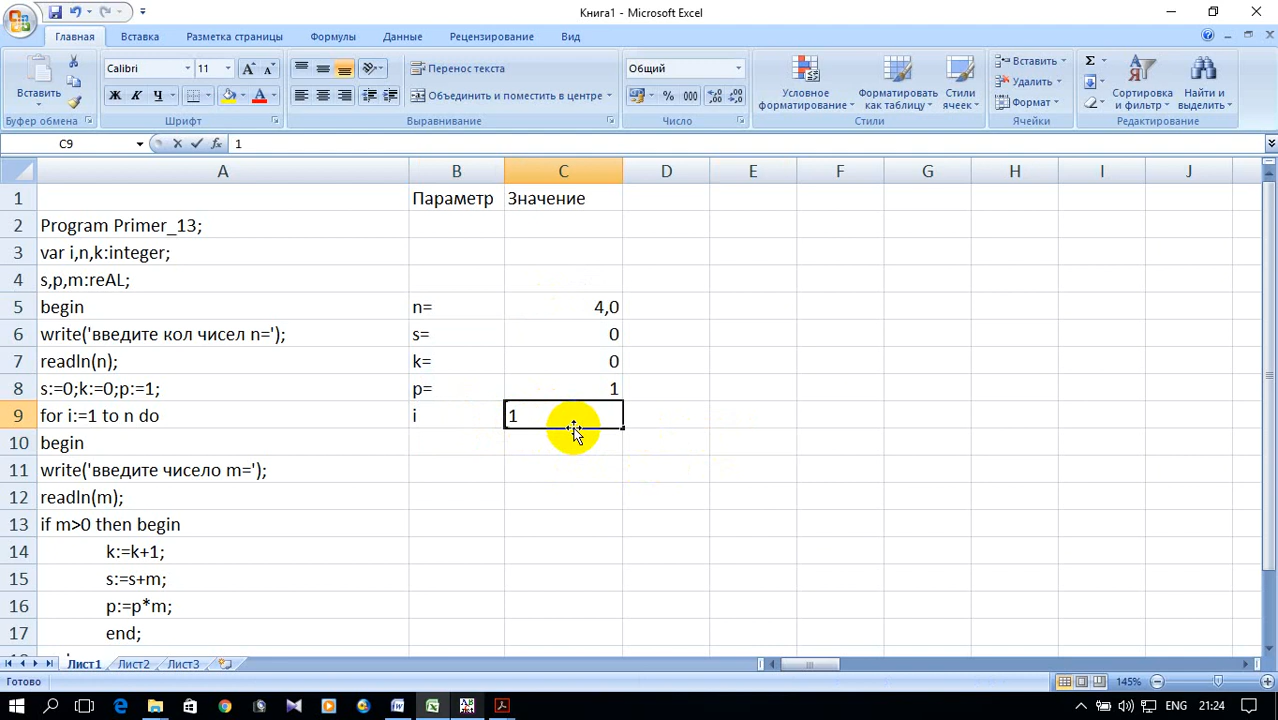 Книга1 - Microsoft Excel
Главная Вставка Разметка страницы Формулы Данные Рецензирование Вид
Вставить Calibri 11 Перенос текста Общий Условное форматирование Форматировать как таблицу Стили ячеек Вставить Σ Сортировка и фильтр Найти и выделить
Ж К Ч Объединить и поместить в центре % 000 Удалить
Формат
Буфер обмена Шрифт Выравнивание Число Стили Ячейки Редактирование
C9 fx 1
A B C D E F G H I J
1 Параметр Значение
2 Program Primer_13;
3 var i,n,k:integer;
4 s,p,m:reAL;
5 begin n= 4,0
6 write('введите кол чисел n='); s= 0
7 readln(n); k= 0
8 s:=0;k:=0;p:=1; p= 1
9 for i:=1 to n do i 1
10 begin
11 write('введите чисело m=');
12 readln(m);
13 if m>0 then begin
14 k:=k+1;
15 s:=s+m;
16 p:=p*m;
17 end;
Лист1 Лист2 Лист3
Готово 145%
ENG 21:24